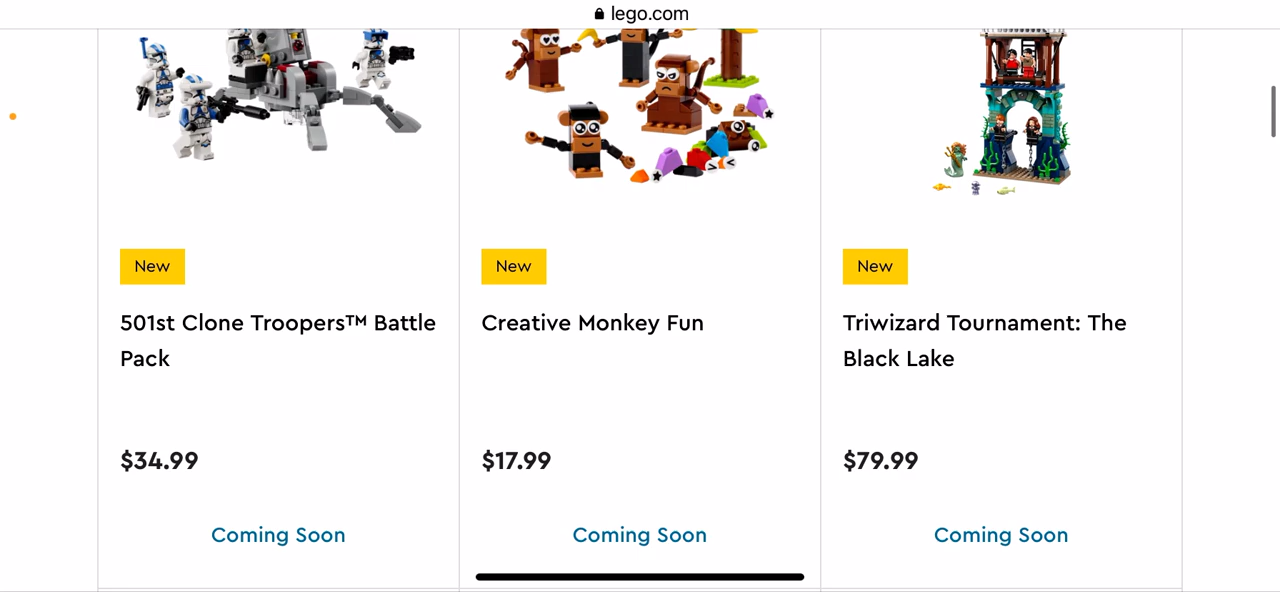 lego.com
New
501st Clone Troopers™ Battle
Pack
$34.99
Coming Soon
New
Creative Monkey Fun
$17.99
Coming Soon
New
Triwizard Tournament: The
Black Lake
$79.99
Coming Soon